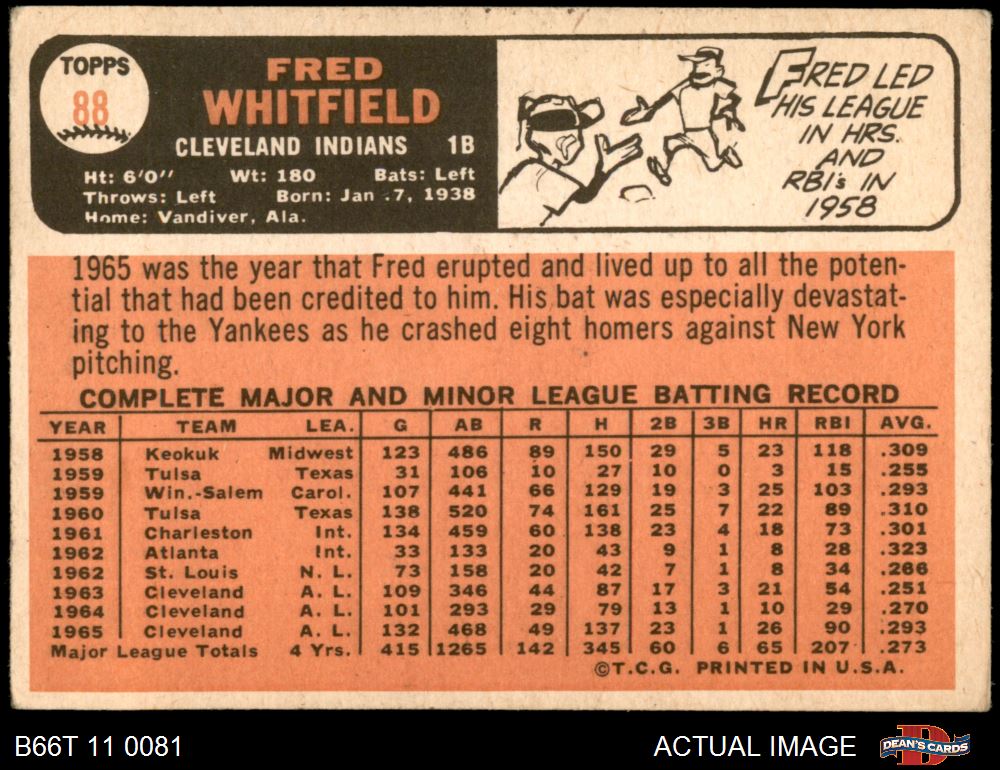 TOPPS
88
FRED
WHITFIELD
CLEVELAND INDIANS 1B
Ht: 6'0" Wt: 180 Bats: Left
Throws: Left Born: Jan .7, 1938
Home: Vandiver, Ala.
FRED LED
HIS LEAGUE
IN HRS.
AND
RBI's IN
1958
1965 was the year that Fred erupted and lived up to all the poten-
tial that had been credited to him. His bat was especially devastat-
ing to the Yankees as he crashed eight homers against New York
pitching.
COMPLETE MAJOR AND MINOR LEAGUE BATTING RECORD
YEAR TEAM LEA. G AB R H 2B 3B HR RBI AVG.
1958 Keokuk Midwest 123 486 89 150 29 5 23 118 .309
1959 Tulsa Texas 31 106 10 27 10 0 3 15 .255
1959 Win.-Salem Carol. 107 441 66 129 19 3 25 103 .293
1960 Tulsa Texas 138 520 74 161 25 7 22 89 .310
1961 Charleston Int. 134 459 60 138 23 4 18 73 .301
1962 Atlanta Int. 33 133 20 43 9 1 8 28 .323
1962 St. Louis N. L. 73 158 20 42 7 1 8 34 .266
1963 Cleveland A. L. 109 346 44 87 17 3 21 54 .251
1964 Cleveland A. L. 101 293 29 79 13 1 10 29 .270
1965 Cleveland A. L. 132 468 49 137 23 1 26 90 .293
Major League Totals 4 Yrs. 415 1265 142 345 60 6 65 207 .273
©T.C.G. PRINTED IN U.S.A.
B66T 11 0081
ACTUAL IMAGE
DEAN'S CARDS